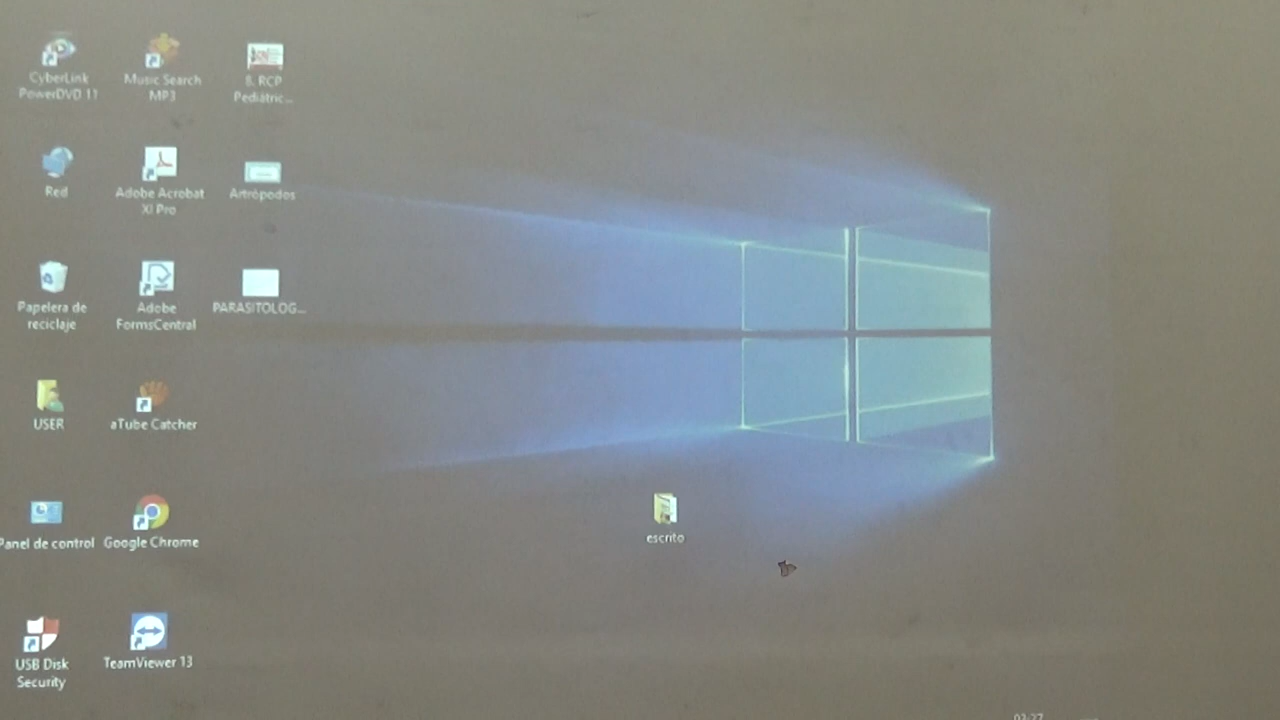 CyberLink
PowerDVD 11
Music Search
MP3
8. RCP
Pediatric...
Red
Adobe Acrobat
XI Pro
Artrópodos
Papelera de
reciclaje
Adobe
FormsCentral
PARASITOLOG...
USER
aTube Catcher
Panel de control
Google Chrome
escrito
USB Disk
Security
TeamViewer 13